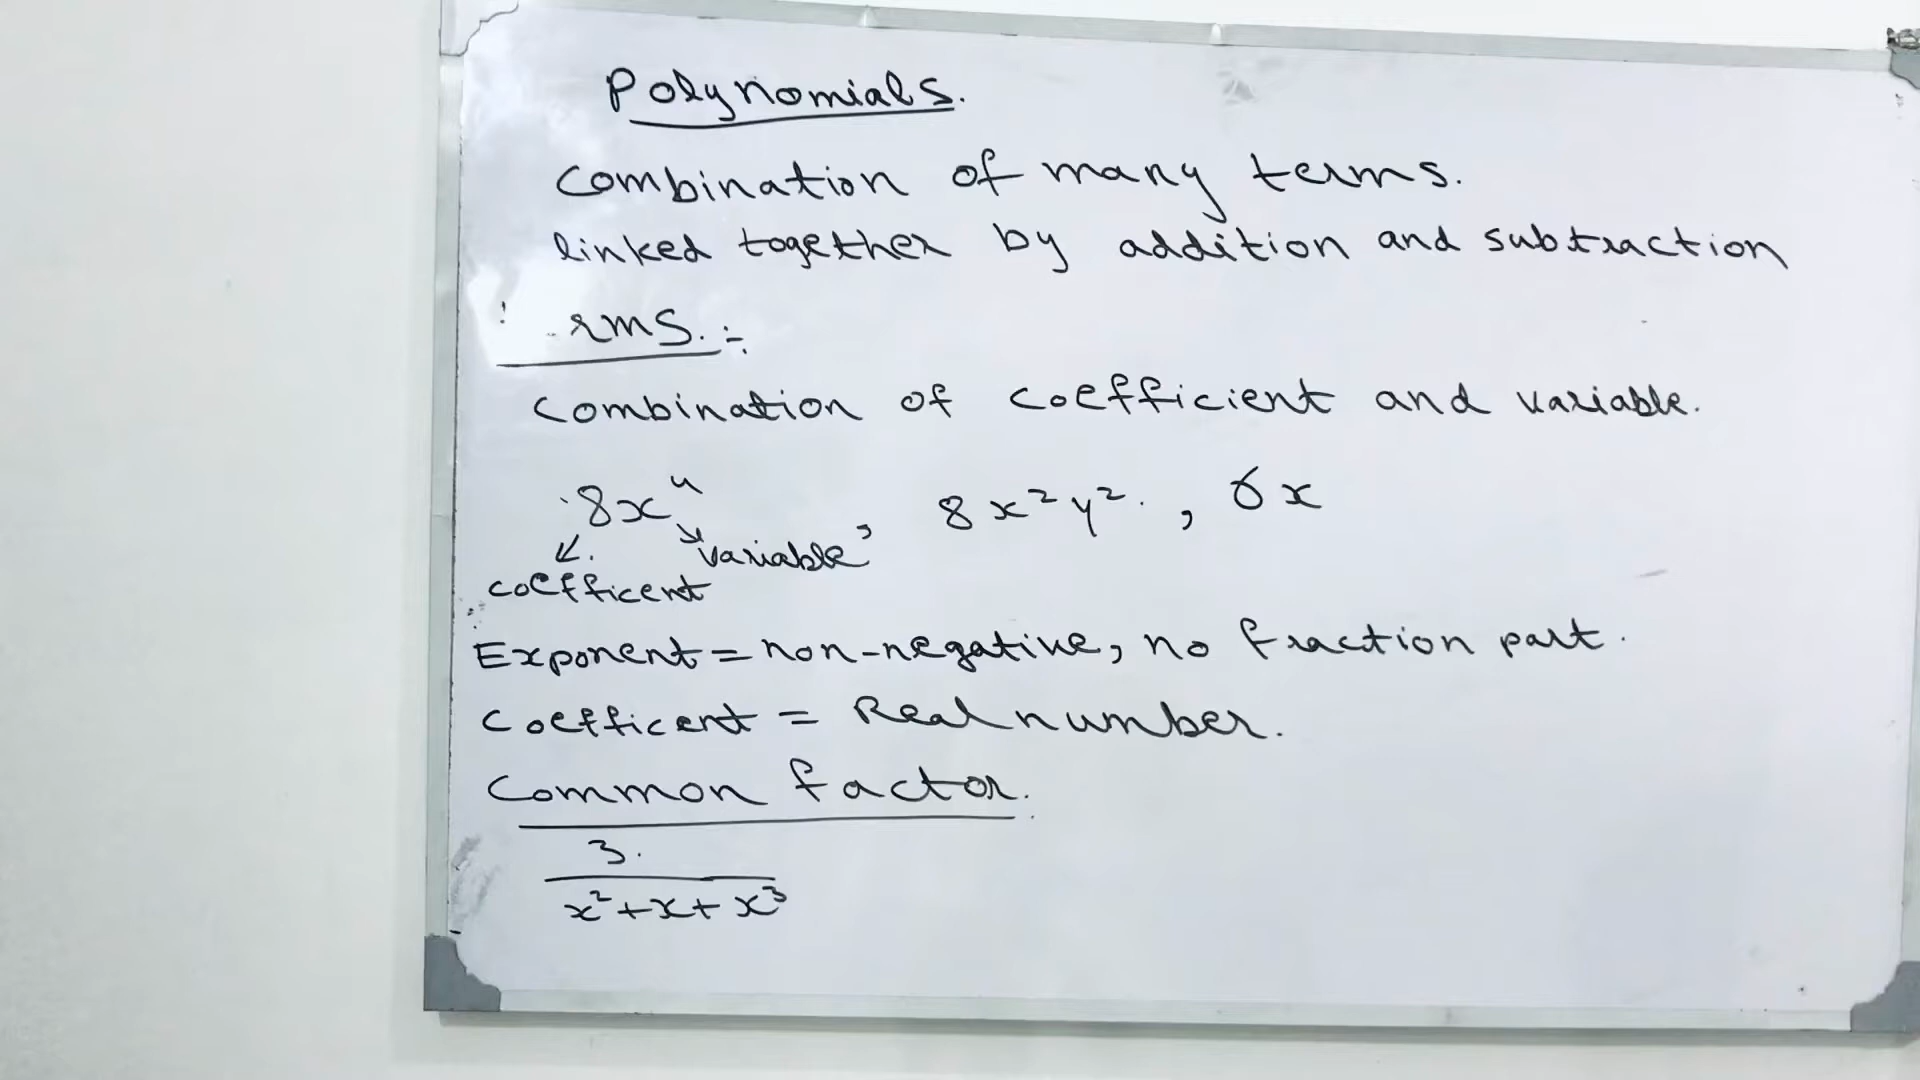 Polynomials.
Combination of many terms.
linked together by addition and subtraction
rms. :-
Combination of coefficient and variable.
8x⁴, 8x²y², 6x
variable
coefficent
Exponent = non-negative, no fraction part.
Coefficent = Real number.
Common factor.
3.
x²+x+x³